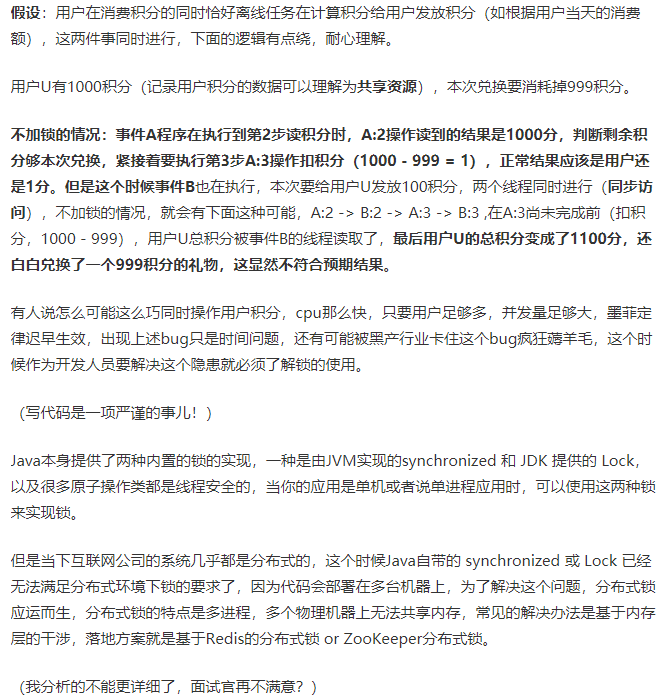 假设：用户在消费积分的同时恰好离线任务在计算积分给用户发放积分（如根据用户当天的消费
额），这两件事同时进行，下面的逻辑有点绕，耐心理解。
用户U有1000积分（记录用户积分的数据可以理解为共享资源），本次兑换要消耗掉999积分。
不加锁的情况：事件A程序在执行到第2步读积分时，A:2操作读到的结果是1000分，判断剩余积
分够本次兑换，紧接着要执行第3步A:3操作扣积分（1000 - 999 = 1），正常结果应该是用户还
是1分。但是这个时候事件B也在执行，本次要给用户U发放100积分，两个线程同时进行（同步访
问），不加锁的情况，就会有下面这种可能，A:2 -> B:2 -> A:3 -> B:3 ,在A:3尚未完成前（扣积
分，1000 - 999），用户U总积分被事件B的线程读取了，最后用户U的总积分变成了1100分，还
白白兑换了一个999积分的礼物，这显然不符合预期结果。
有人说怎么可能这么巧同时操作用户积分，cpu那么快，只要用户足够多，并发量足够大，墨菲定
律迟早生效，出现上述bug只是时间问题，还有可能被黑产行业卡住这个bug疯狂薅羊毛，这个时
候作为开发人员要解决这个隐患就必须了解锁的使用。
（写代码是一项严谨的事儿！）
Java本身提供了两种内置的锁的实现，一种是由JVM实现的synchronized 和 JDK 提供的 Lock，
以及很多原子操作类都是线程安全的，当你的应用是单机或者说单进程应用时，可以使用这两种锁
来实现锁。
但是当下互联网公司的系统几乎都是分布式的，这个时候Java自带的 synchronized 或 Lock 已经
无法满足分布式环境下锁的要求了，因为代码会部署在多台机器上，为了解决这个问题，分布式锁
应运而生，分布式锁的特点是多进程，多个物理机器上无法共享内存，常见的解决办法是基于内存
层的干涉，落地方案就是基于Redis的分布式锁 or ZooKeeper分布式锁。
（我分析的不能更详细了，面试官再不满意？）